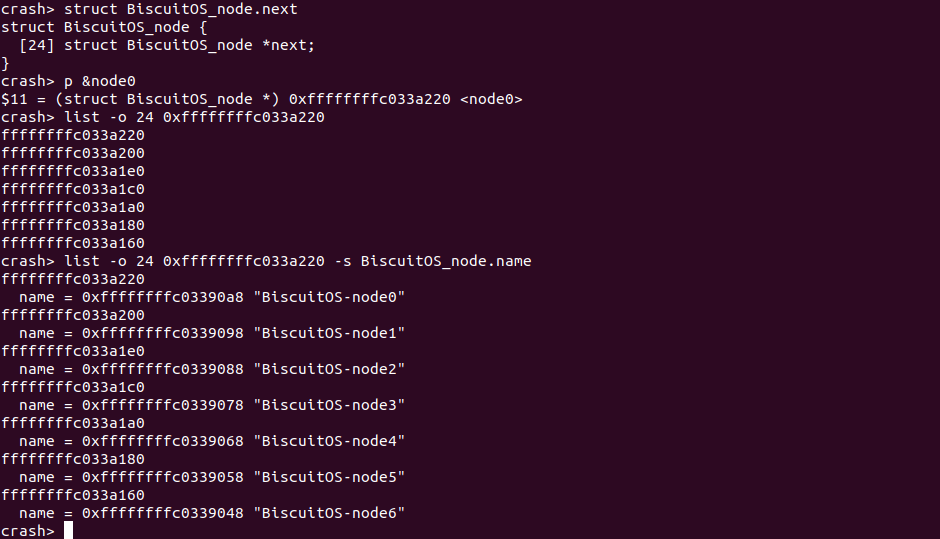 crash> struct BiscuitOS_node.next
struct BiscuitOS_node {
  [24] struct BiscuitOS_node *next;
}
crash> p &node0
$11 = (struct BiscuitOS_node *) 0xffffffffc033a220 <node0>
crash> list -o 24 0xffffffffc033a220
ffffffffc033a220
ffffffffc033a200
ffffffffc033a1e0
ffffffffc033a1c0
ffffffffc033a1a0
ffffffffc033a180
ffffffffc033a160
crash> list -o 24 0xffffffffc033a220 -s BiscuitOS_node.name
ffffffffc033a220
  name = 0xffffffffc03390a8 "BiscuitOS-node0"
ffffffffc033a200
  name = 0xffffffffc0339098 "BiscuitOS-node1"
ffffffffc033a1e0
  name = 0xffffffffc0339088 "BiscuitOS-node2"
ffffffffc033a1c0
  name = 0xffffffffc0339078 "BiscuitOS-node3"
ffffffffc033a1a0
  name = 0xffffffffc0339068 "BiscuitOS-node4"
ffffffffc033a180
  name = 0xffffffffc0339058 "BiscuitOS-node5"
ffffffffc033a160
  name = 0xffffffffc0339048 "BiscuitOS-node6"
crash>